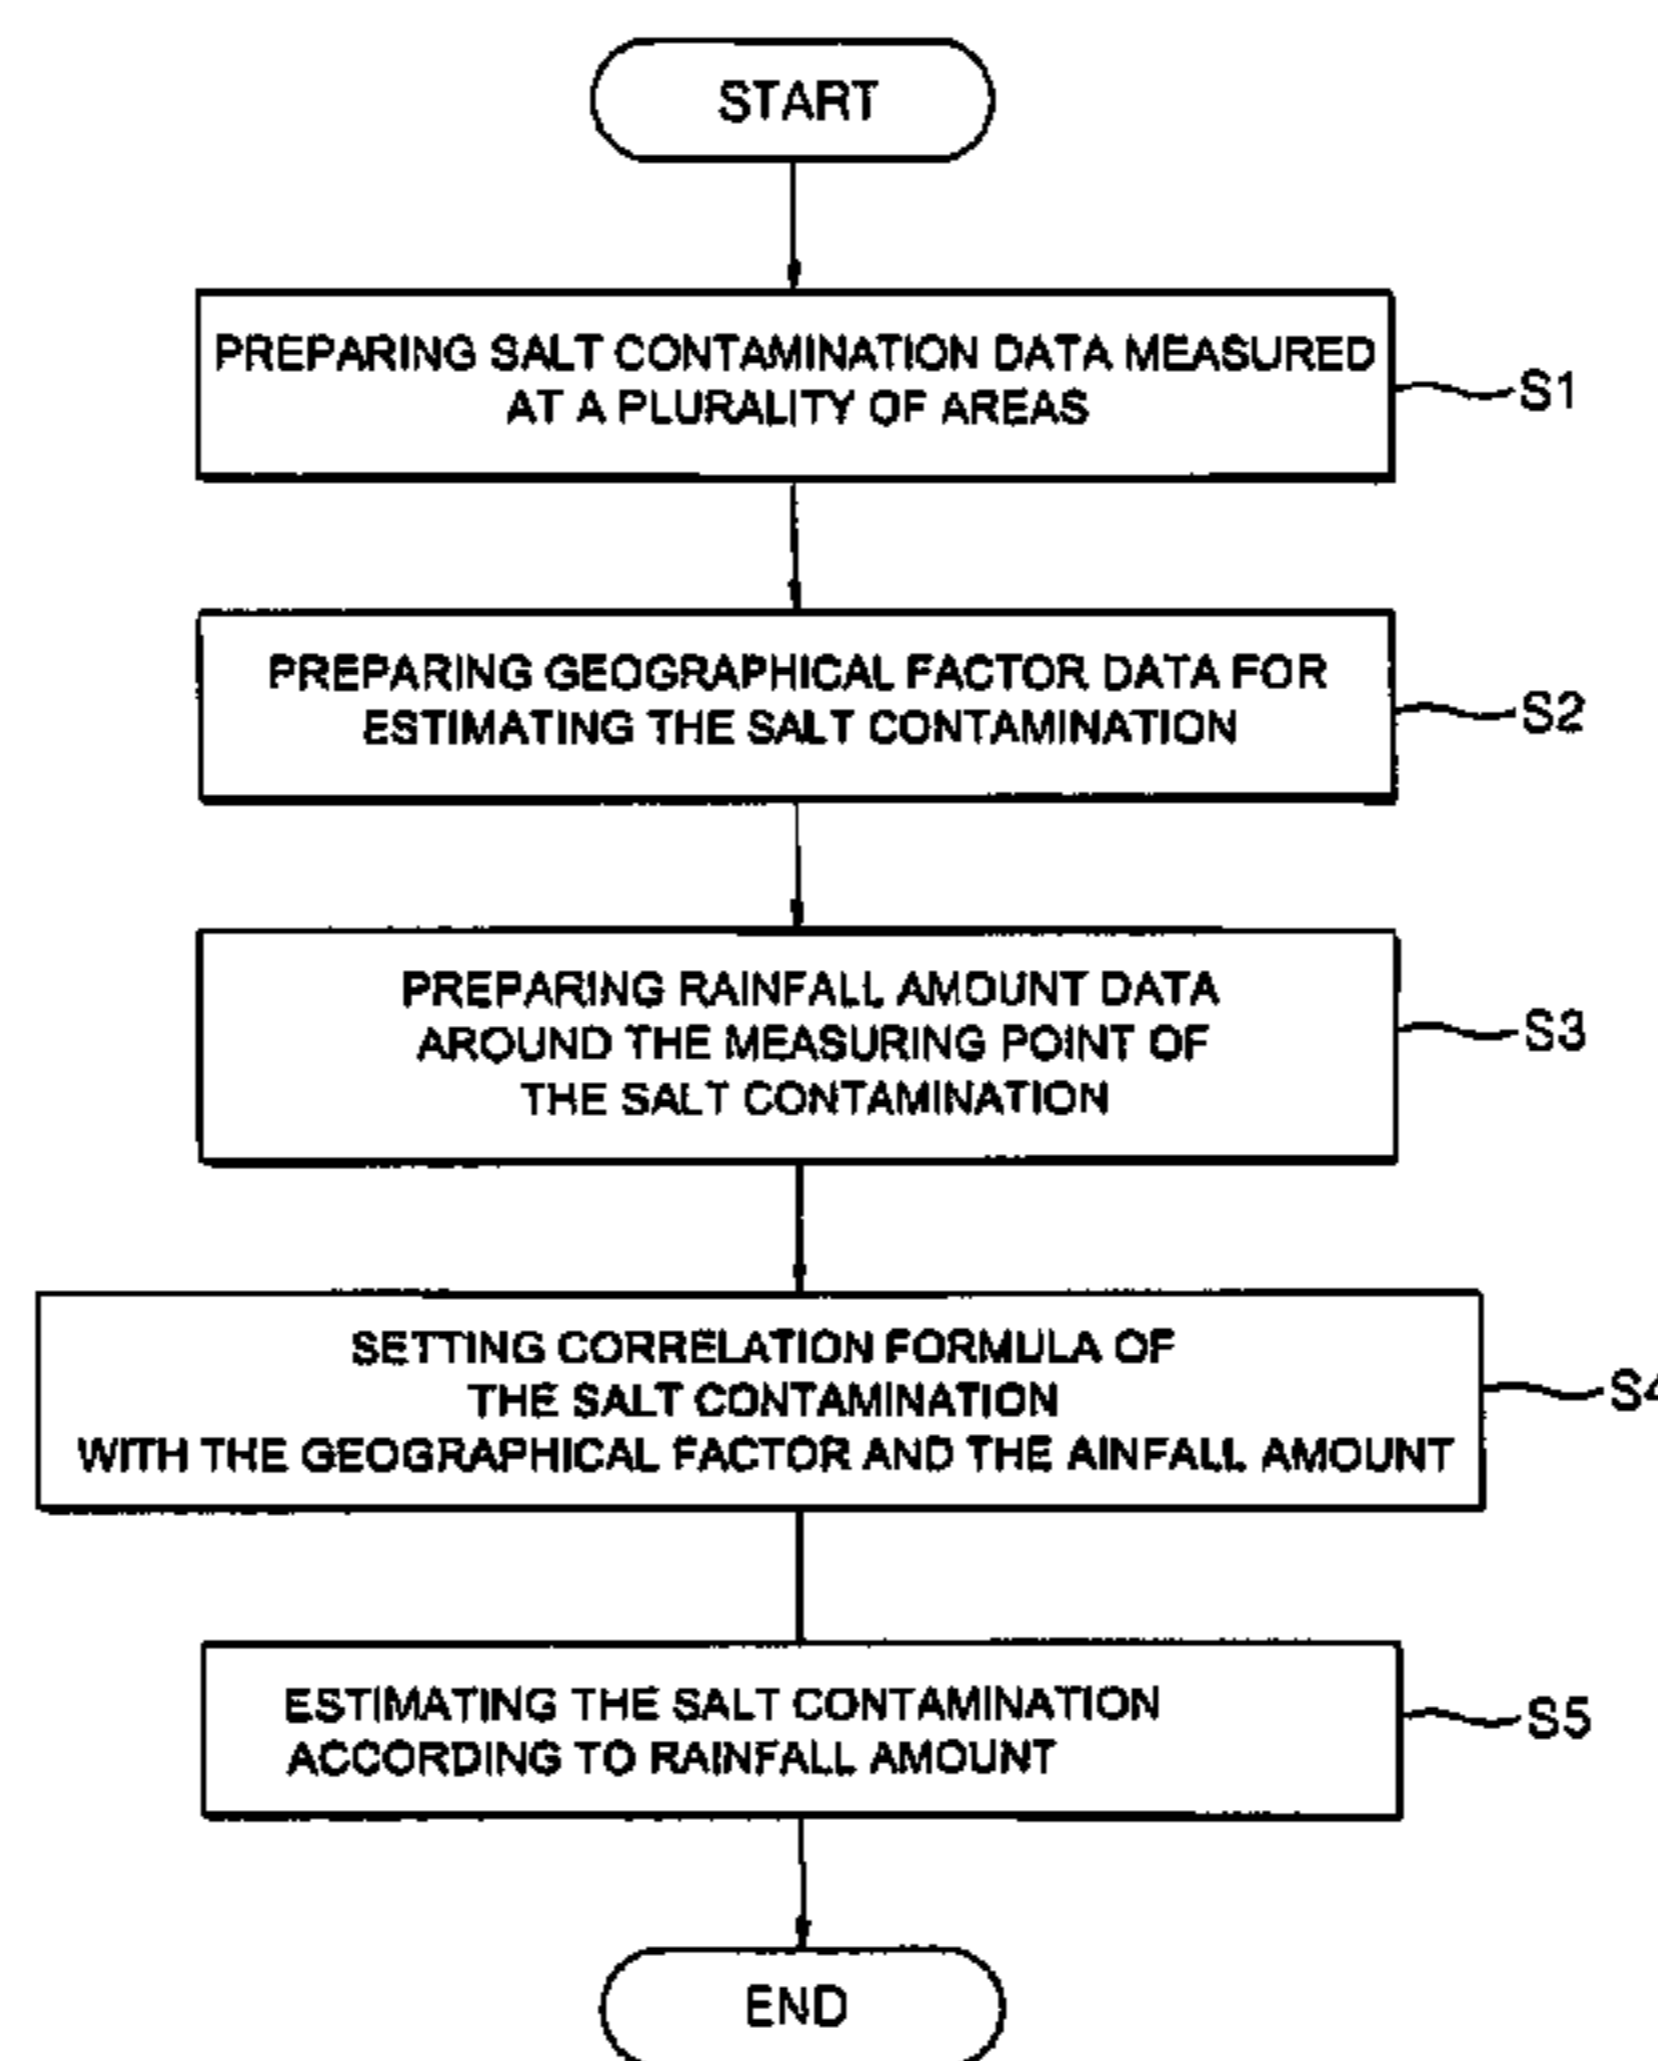 START
PREPARING SALT CONTAMINATION DATA MEASURED
AT A PLURALITY OF AREAS
S1
PREPARING GEOGRAPHICAL FACTOR DATA FOR
ESTIMATING THE SALT CONTAMINATION
S2
PREPARING RAINFALL AMOUNT DATA
AROUND THE MEASURING POINT OF
THE SALT CONTAMINATION
S3
SETTING CORRELATION FORMULA OF
THE SALT CONTAMINATION
WITH THE GEOGRAPHICAL FACTOR AND THE AINFALL AMOUNT
S4
ESTIMATING THE SALT CONTAMINATION
ACCORDING TO RAINFALL AMOUNT
S5
END